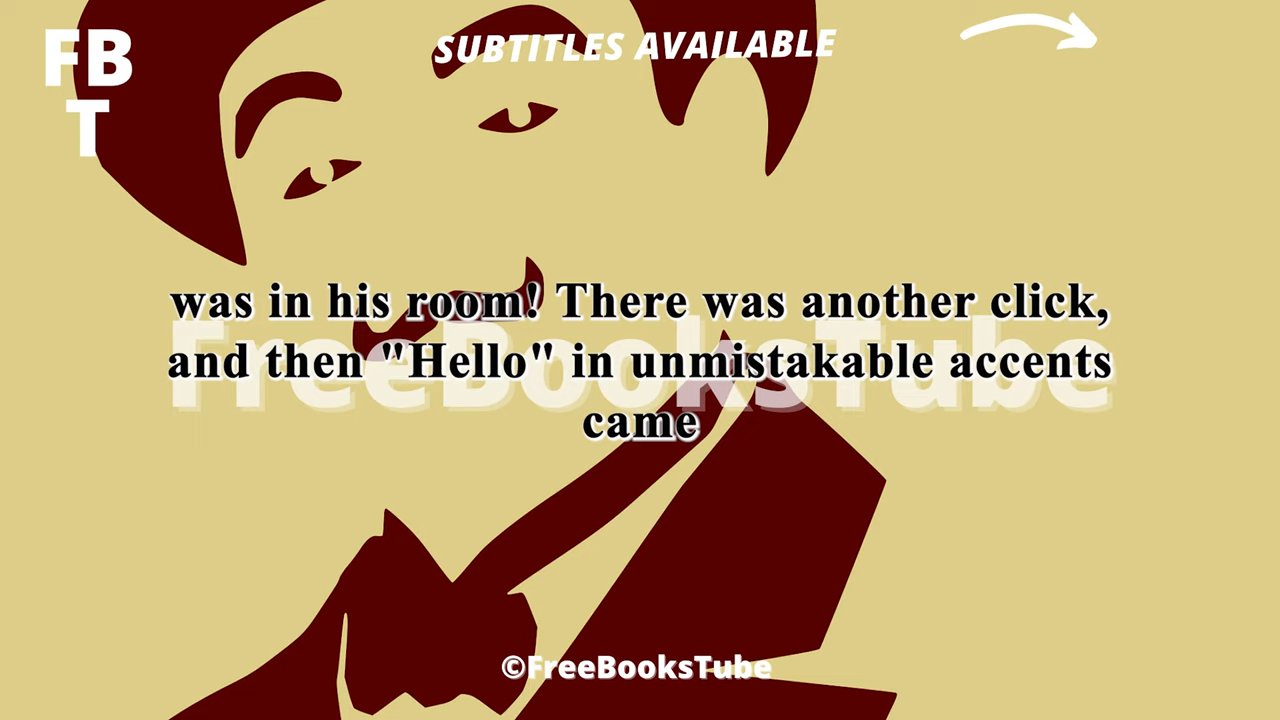 FB
T
SUBTITLES AVAILABLE
was in his room! There was another click,
and then "Hello" in unmistakable accents
came
FreeBooksTube
©FreeBooksTube